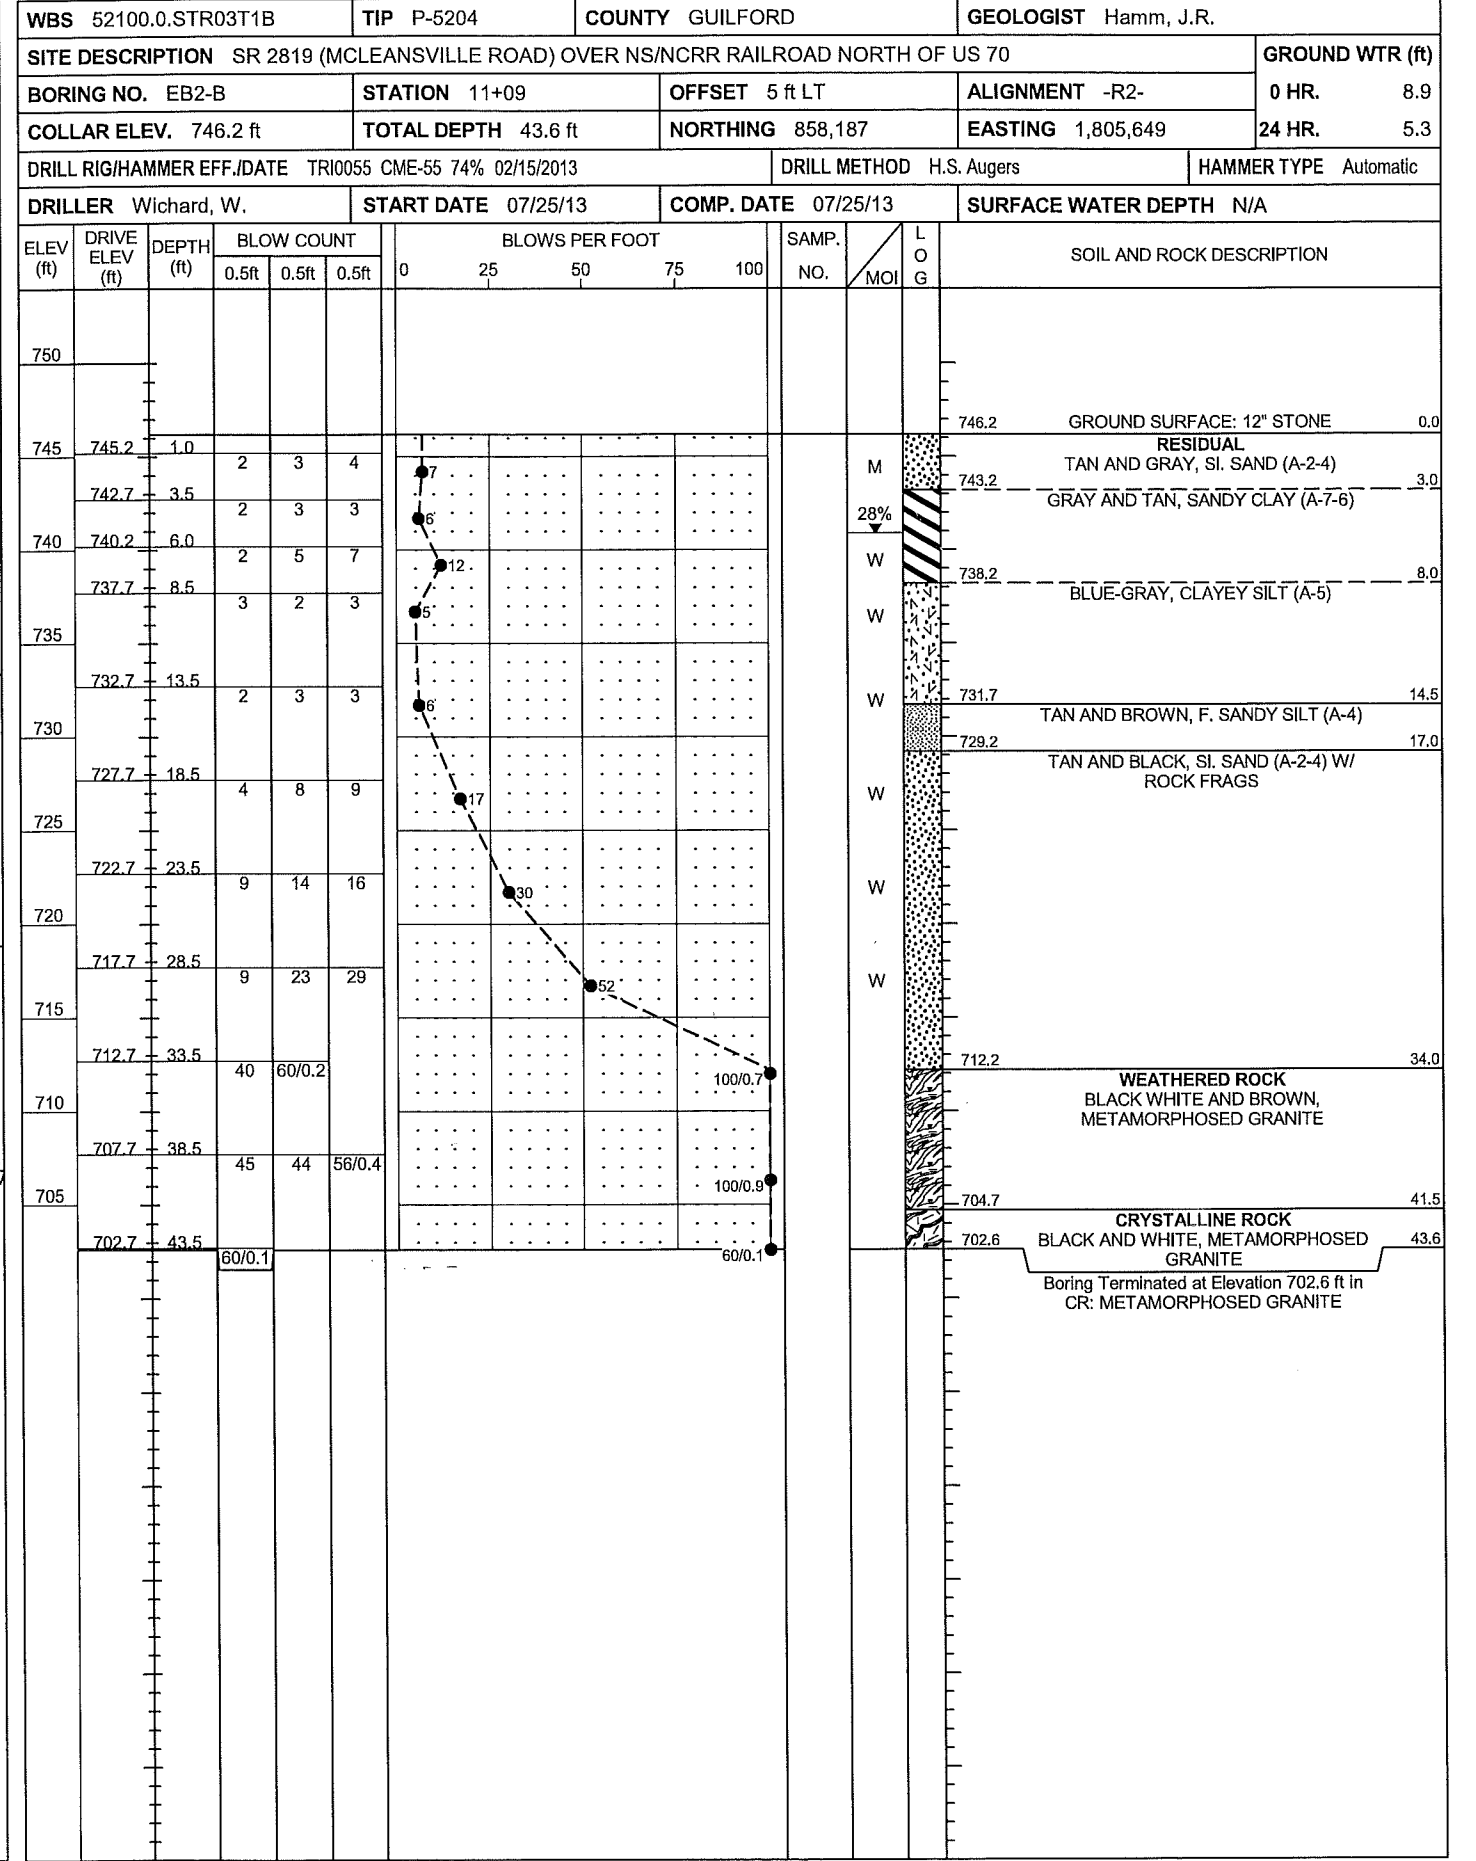 WBS 52100.0.STR03T1B TIP P-5204 COUNTY GUILFORD GEOLOGIST Hamm, J.R.
SITE DESCRIPTION SR 2819 (MCLEANSVILLE ROAD) OVER NS/NCRR RAILROAD NORTH OF US 70 GROUND WTR (ft)
BORING NO. EB2-B STATION 11+09 OFFSET 5 ft LT ALIGNMENT -R2- 0 HR. 8.9
COLLAR ELEV. 746.2 ft TOTAL DEPTH 43.6 ft NORTHING 858,187 EASTING 1,805,649 24 HR. 5.3
DRILL RIG/HAMMER EFF./DATE TRI0055 CME-55 74% 02/15/2013 DRILL METHOD H.S. Augers HAMMER TYPE Automatic
DRILLER Wichard, W. START DATE 07/25/13 COMP. DATE 07/25/13 SURFACE WATER DEPTH N/A
ELEV (ft) DRIVE ELEV (ft) DEPTH (ft) BLOW COUNT BLOWS PER FOOT SAMP. NO. MOI LOG SOIL AND ROCK DESCRIPTION
0.5ft 0.5ft 0.5ft 0 25 50 75 100
750
746.2 GROUND SURFACE: 12" STONE 0.0
745 745.2 1.0 RESIDUAL
2 3 4 7 M TAN AND GRAY, SI. SAND (A-2-4)
743.2 3.0
742.7 3.5 GRAY AND TAN, SANDY CLAY (A-7-6)
2 3 3 6 28%
740 740.2 6.0
2 5 7 12 W
738.2 8.0
737.7 8.5 BLUE-GRAY, CLAYEY SILT (A-5)
3 2 3 5 W
735
732.7 13.5
2 3 3 6 W 731.7 14.5
TAN AND BROWN, F. SANDY SILT (A-4)
730
729.2 17.0
TAN AND BLACK, SI. SAND (A-2-4) W/
727.7 18.5 ROCK FRAGS
4 8 9 17 W
725
722.7 23.5
9 14 16 30 W
720
717.7 28.5
9 23 29 52 W
715
712.7 33.5 712.2 34.0
40 60/0.2 100/0.7 WEATHERED ROCK
BLACK WHITE AND BROWN,
710 METAMORPHOSED GRANITE
707.7 38.5
45 44 56/0.4 100/0.9
705 704.7 41.5
CRYSTALLINE ROCK
702.7 43.5 702.6 BLACK AND WHITE, METAMORPHOSED 43.6
60/0.1 60/0.1 GRANITE
Boring Terminated at Elevation 702.6 ft in
CR: METAMORPHOSED GRANITE